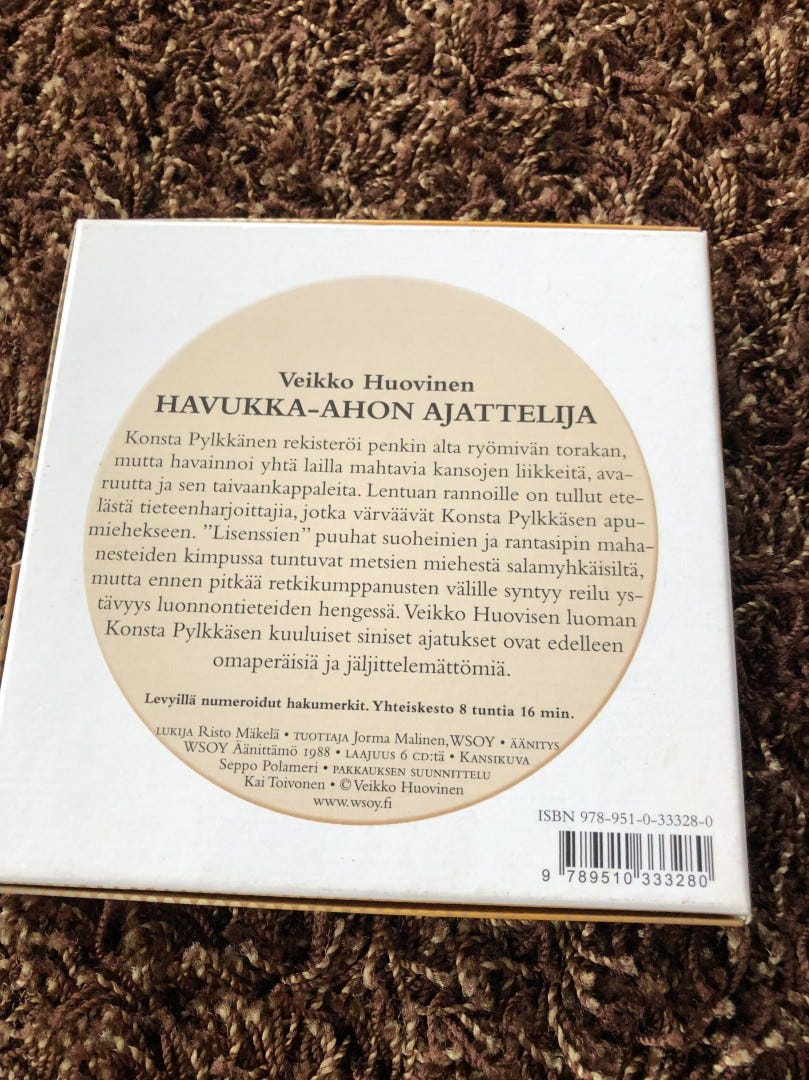 Veikko Huovinen
HAVUKKA-AHON AJATTELIJA
Konsta Pylkkänen rekisteröi penkin alta ryömivän torakan,
mutta havainnoi yhtä lailla mahtavia kansojen liikkeitä, ava-
ruutta ja sen taivaankappaleita. Lentuan rannoille on tullut ete-
lästä tieteenharjoittajia, jotka värväävät Konsta Pylkkäsen apu-
miehekseen. ”Lisenssien” puuhat suoheinien ja rantasipin maha-
nesteiden kimpussa tuntuvat metsien miehestä salamyhkäisiltä,
mutta ennen pitkää retkikumppanusten välille syntyy reilu ys-
tävyys luonnontieteiden hengessä. Veikko Huovisen luoman
Konsta Pylkkäsen kuuluiset siniset ajatukset ovat edelleen
omaperäisiä ja jäljittelemättömiä.
Levyillä numeroidut hakumerkit. Yhteiskesto 8 tuntia 16 min.
LUKIJA Risto Mäkelä • TUOTTAJA Jorma Malinen, WSOY • ÄÄNITYS
WSOY Äänittämö 1988 • LAAJUUS 6 CD:tä • KANSIKUVA
Seppo Polameri • PAKKAUKSEN SUUNNITTELU
Kai Toivonen • © Veikko Huovinen
www.wsoy.fi
ISBN 978-951-0-33328-0
9 789510 333280